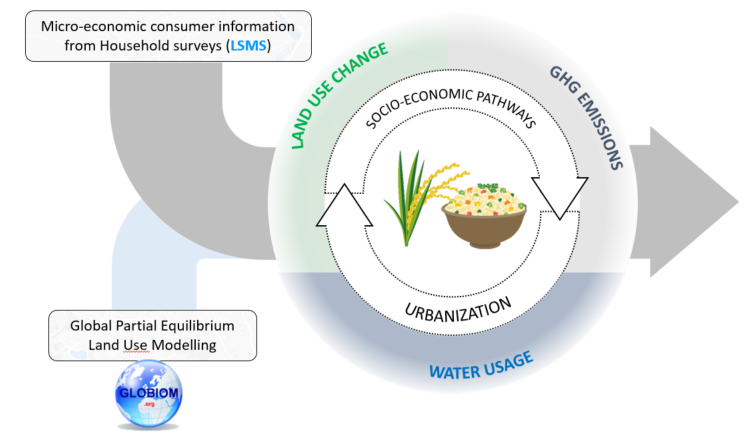 Micro-economic consumer information
from Household surveys (LSMS)
LAND USE CHANGE
GHG EMISSIONS
SOCIO-ECONOMIC PATHWAYS
URBANIZATION
WATER USAGE
Global Partial Equilibrium
Land Use Modelling
GLOBIOM
.org